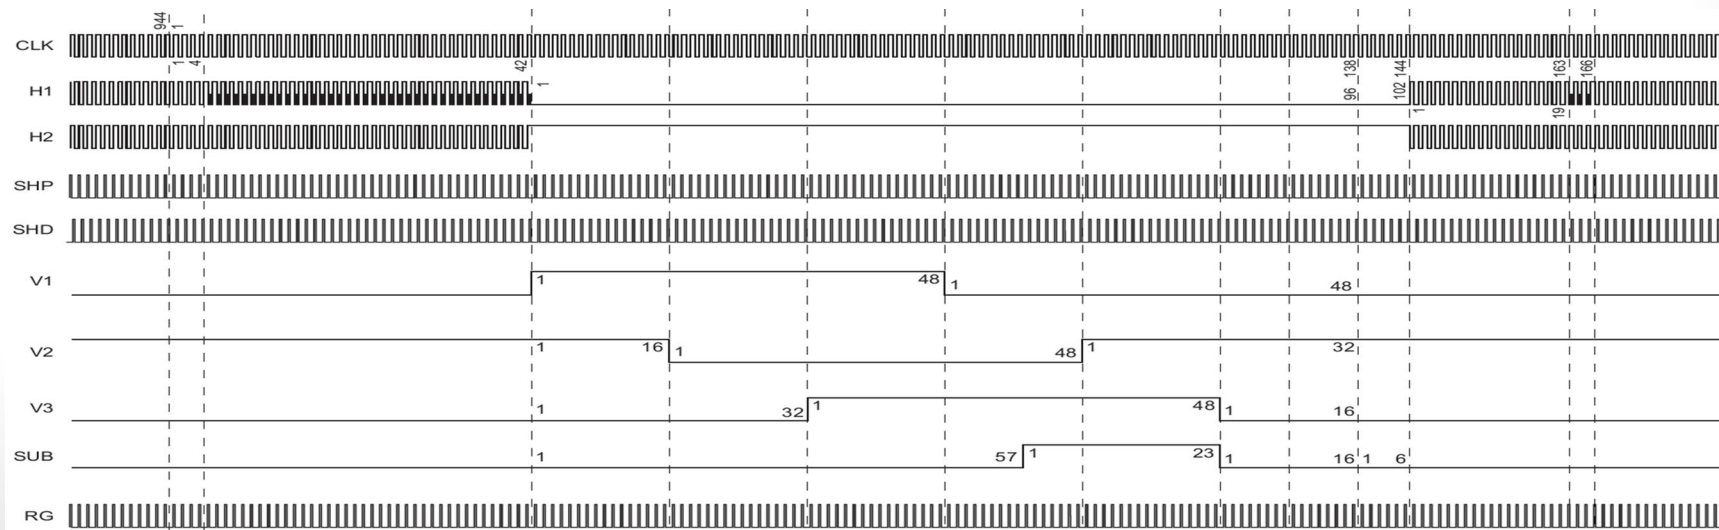 944 1
CLK
1 4 42 96 138 102 144 163 166
H1 1
1 19
H2
SHP
SHD
V1 1 48 1 48
V2 1 16 1 48 1 32
V3 1 32 1 48 1 16
SUB 1 57 1 23 1 16 1 6
RG